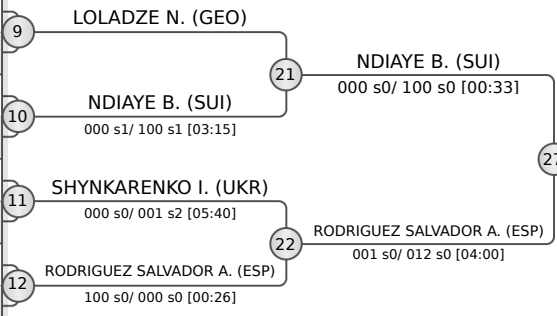 LOLADZE N. (GEO)
9
NDIAYE B. (SUI)
21
000 s0/ 100 s0 [00:33]
NDIAYE B. (SUI)
10
000 s1/ 100 s1 [03:15]
27
SHYNKARENKO I. (UKR)
11
000 s0/ 001 s2 [05:40]
RODRIGUEZ SALVADOR A. (ESP)
22
001 s0/ 012 s0 [04:00]
RODRIGUEZ SALVADOR A. (ESP)
12
100 s0/ 000 s0 [00:26]